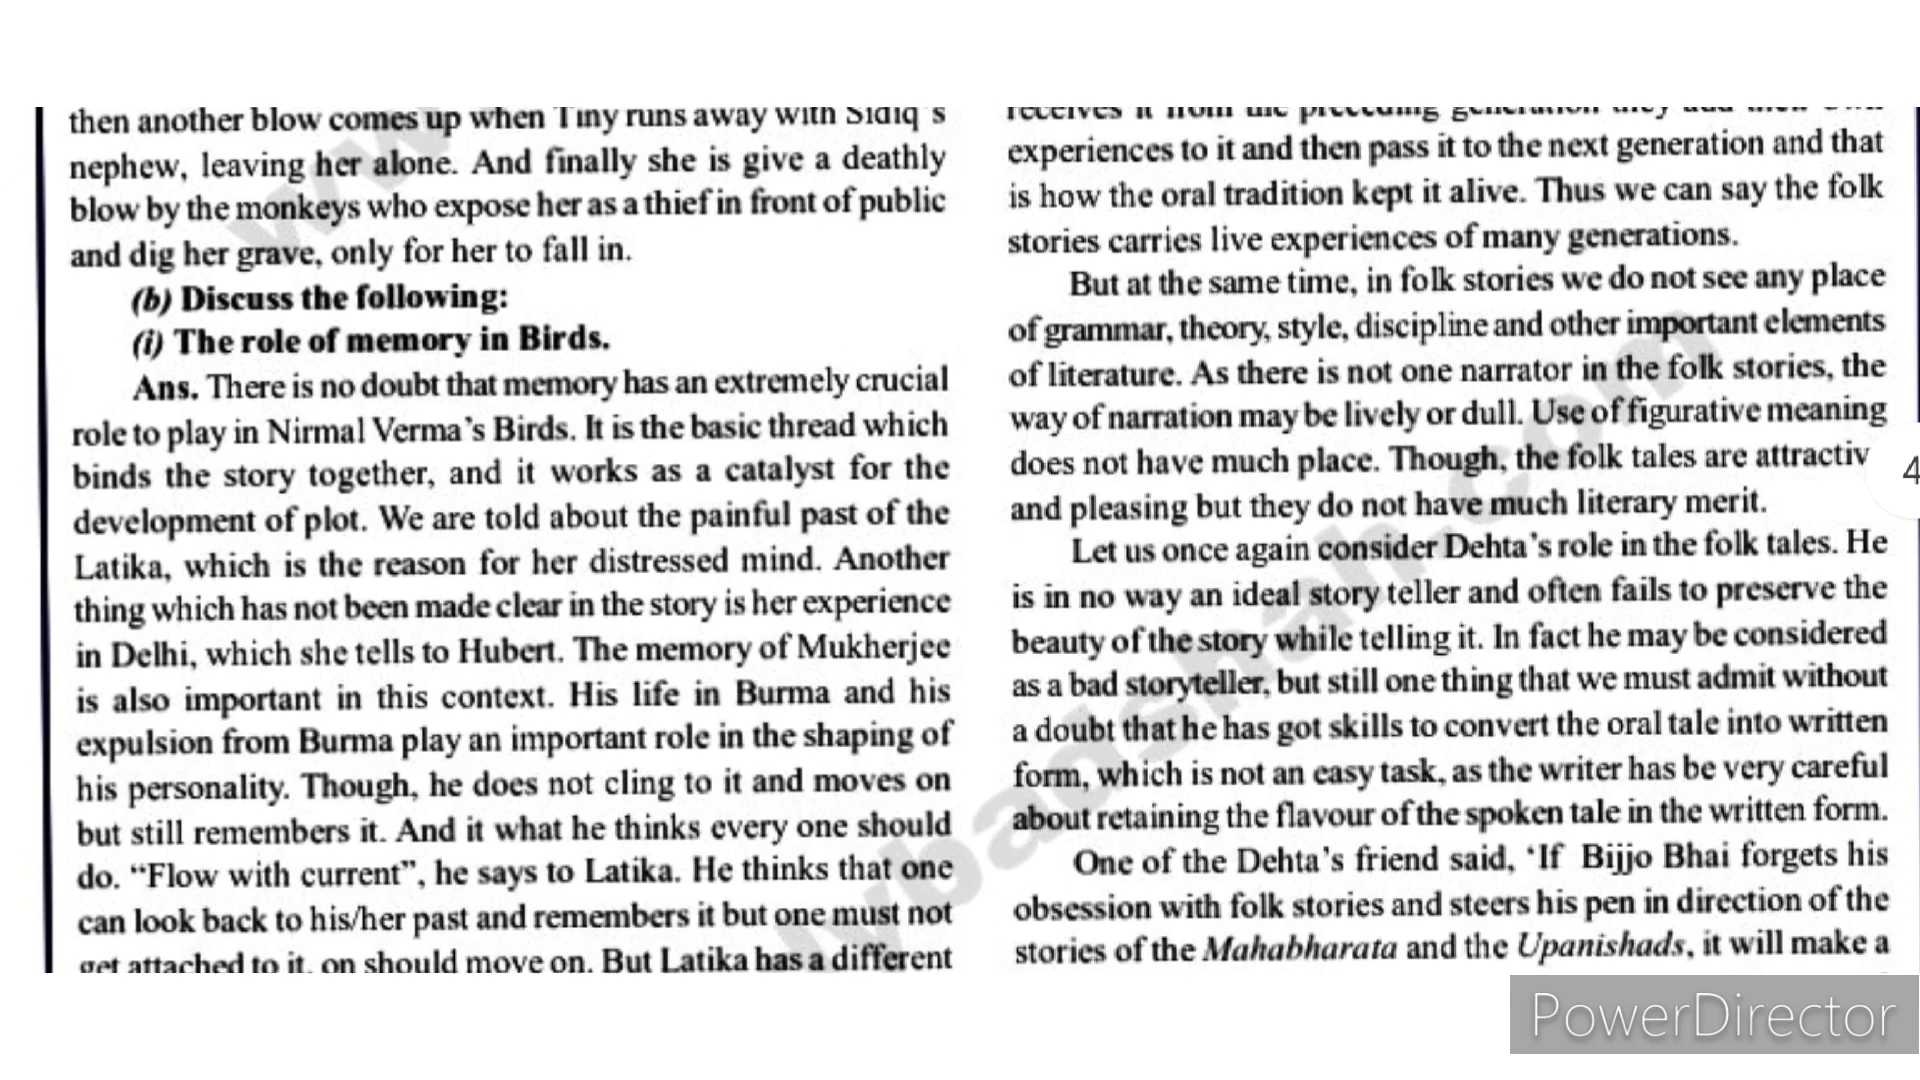 then another blow comes up when Tiny runs away with Sidiq's
nephew, leaving her alone. And finally she is give a deathly
blow by the monkeys who expose her as a thief in front of public
and dig her grave, only for her to fall in.
(b) Discuss the following:
(i) The role of memory in Birds.
Ans. There is no doubt that memory has an extremely crucial
role to play in Nirmal Verma's Birds. It is the basic thread which
binds the story together, and it works as a catalyst for the
development of plot. We are told about the painful past of the
Latika, which is the reason for her distressed mind. Another
thing which has not been made clear in the story is her experience
in Delhi, which she tells to Hubert. The memory of Mukherjee
is also important in this context. His life in Burma and his
expulsion from Burma play an important role in the shaping of
his personality. Though, he does not cling to it and moves on
but still remembers it. And it what he thinks every one should
do. “Flow with current”, he says to Latika. He thinks that one
can look back to his/her past and remembers it but one must not
get attached to it, on should move on. But Latika has a different
receives it from the preceding generation they add their own
experiences to it and then pass it to the next generation and that
is how the oral tradition kept it alive. Thus we can say the folk
stories carries live experiences of many generations.
But at the same time, in folk stories we do not see any place
of grammar, theory, style, discipline and other important elements
of literature. As there is not one narrator in the folk stories, the
way of narration may be lively or dull. Use of figurative meaning
does not have much place. Though, the folk tales are attractiv
and pleasing but they do not have much literary merit.
Let us once again consider Dehta's role in the folk tales. He
is in no way an ideal story teller and often fails to preserve the
beauty of the story while telling it. In fact he may be considered
as a bad storyteller, but still one thing that we must admit without
a doubt that he has got skills to convert the oral tale into written
form, which is not an easy task, as the writer has be very careful
about retaining the flavour of the spoken tale in the written form.
One of the Dehta's friend said, ‘If Bijjo Bhai forgets his
obsession with folk stories and steers his pen in direction of the
stories of the Mahabharata and the Upanishads, it will make a
4
PowerDirector